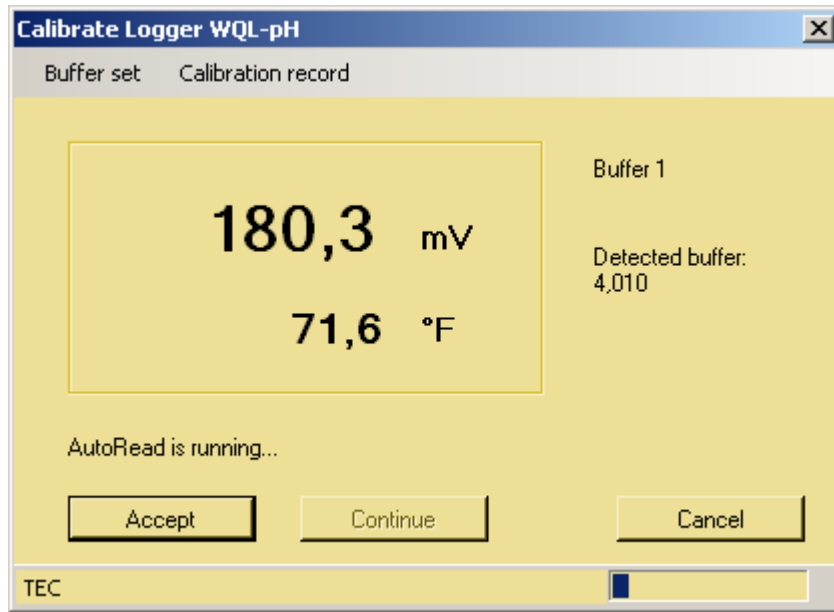 Calibrate Logger WQL-pH
Buffer set Calibration record
180,3 mV
71,6 °F
Buffer 1
Detected buffer:
4,010
AutoRead is running...
Accept Continue Cancel
TEC